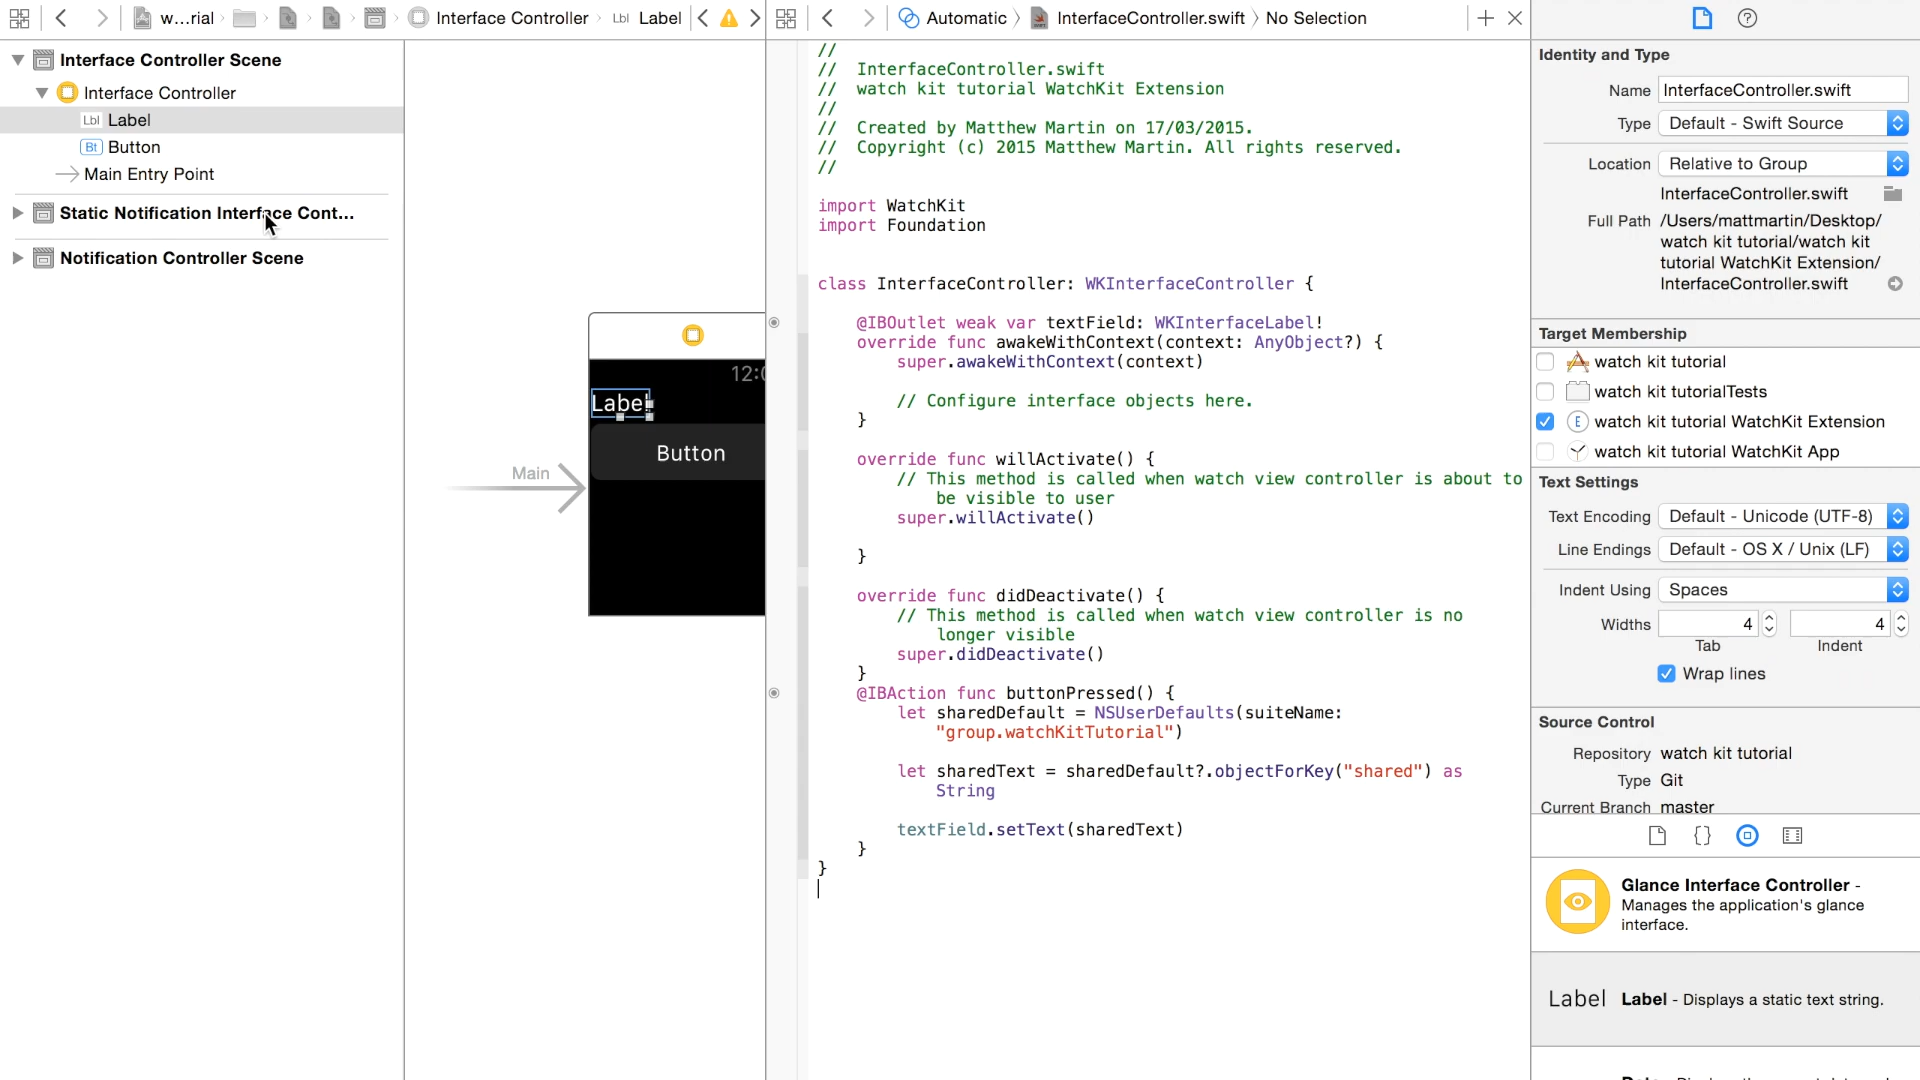 w...rial
Interface Controller
Lbl Label
Automatic
InterfaceController.swift
No Selection
Interface Controller Scene
Interface Controller
Lbl Label
Bt Button
Main Entry Point
Static Notification Interface Cont...
Notification Controller Scene
Main
12:0
Label
Button
//
//  InterfaceController.swift
//  watch kit tutorial WatchKit Extension
//
//  Created by Matthew Martin on 17/03/2015.
//  Copyright (c) 2015 Matthew Martin. All rights reserved.
//
import WatchKit
import Foundation
class InterfaceController: WKInterfaceController {
@IBOutlet weak var textField: WKInterfaceLabel!
override func awakeWithContext(context: AnyObject?) {
super.awakeWithContext(context)
// Configure interface objects here.
}
override func willActivate() {
// This method is called when watch view controller is about to
be visible to user
super.willActivate()
}
override func didDeactivate() {
// This method is called when watch view controller is no
longer visible
super.didDeactivate()
}
@IBAction func buttonPressed() {
let sharedDefault = NSUserDefaults(suiteName:
"group.watchKitTutorial")
let sharedText = sharedDefault?.objectForKey("shared") as
String
textField.setText(sharedText)
}
}
Identity and Type
Name InterfaceController.swift
Type Default - Swift Source
Location Relative to Group
InterfaceController.swift
Full Path /Users/mattmartin/Desktop/
watch kit tutorial/watch kit
tutorial WatchKit Extension/
InterfaceController.swift
Target Membership
watch kit tutorial
watch kit tutorialTests
E watch kit tutorial WatchKit Extension
watch kit tutorial WatchKit App
Text Settings
Text Encoding Default - Unicode (UTF-8)
Line Endings Default - OS X / Unix (LF)
Indent Using Spaces
Widths 4 4
Tab Indent
Wrap lines
Source Control
Repository watch kit tutorial
Type Git
Current Branch master
Glance Interface Controller -
Manages the application's glance
interface.
Label Label - Displays a static text string.